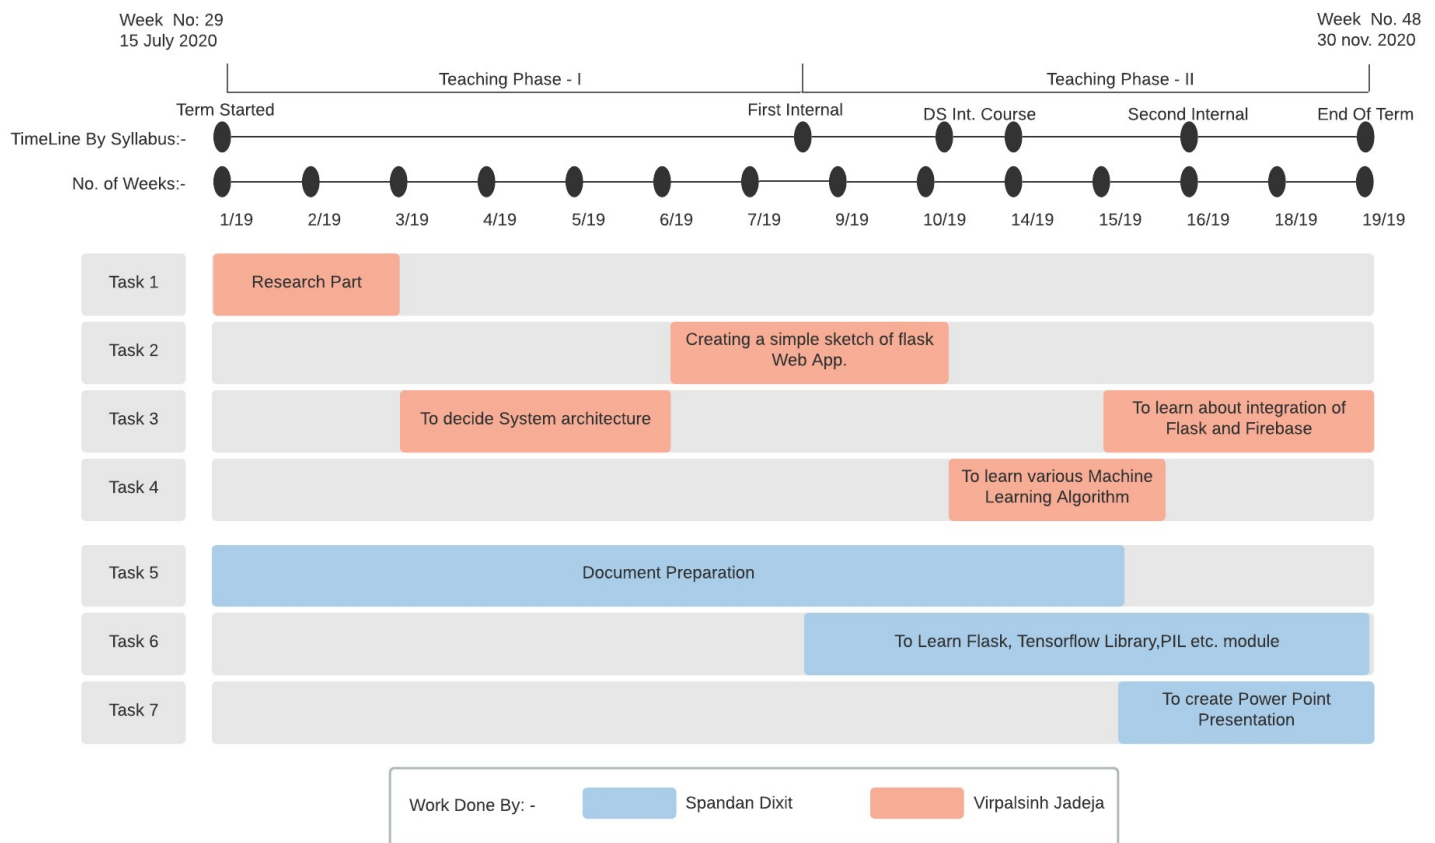 Week  No: 29
15 July 2020
Week  No. 48
30 nov. 2020
Teaching Phase - I
Teaching Phase - II
Term Started
First Internal
DS Int. Course
Second Internal
End Of Term
TimeLine By Syllabus:-
No. of Weeks:-
1/19
2/19
3/19
4/19
5/19
6/19
7/19
9/19
10/19
14/19
15/19
16/19
18/19
19/19
Task 1
Research Part
Task 2
Creating a simple sketch of flask
Web App.
Task 3
To decide System architecture
To learn about integration of
Flask and Firebase
Task 4
To learn various Machine
Learning Algorithm
Task 5
Document Preparation
Task 6
To Learn Flask, Tensorflow Library,PIL etc. module
Task 7
To create Power Point
Presentation
Work Done By: -
Spandan Dixit
Virpalsinh Jadeja